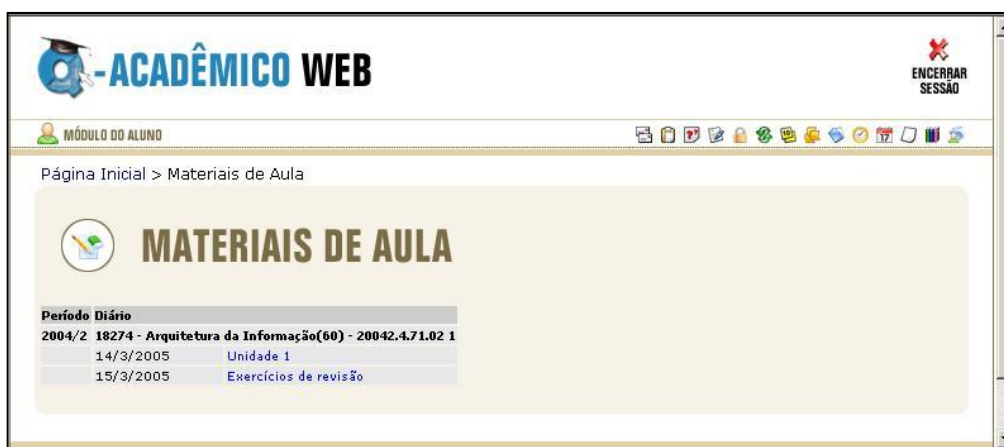 Q-ACADÊMICO WEB
ENCERRAR
SESSÃO
MÓDULO DO ALUNO
Página Inicial > Materiais de Aula
MATERIAIS DE AULA
Período Diário
2004/2 18274 - Arquitetura da Informação(60) - 20042.4.71.02 1
14/3/2005 Unidade 1
15/3/2005 Exercícios de revisão